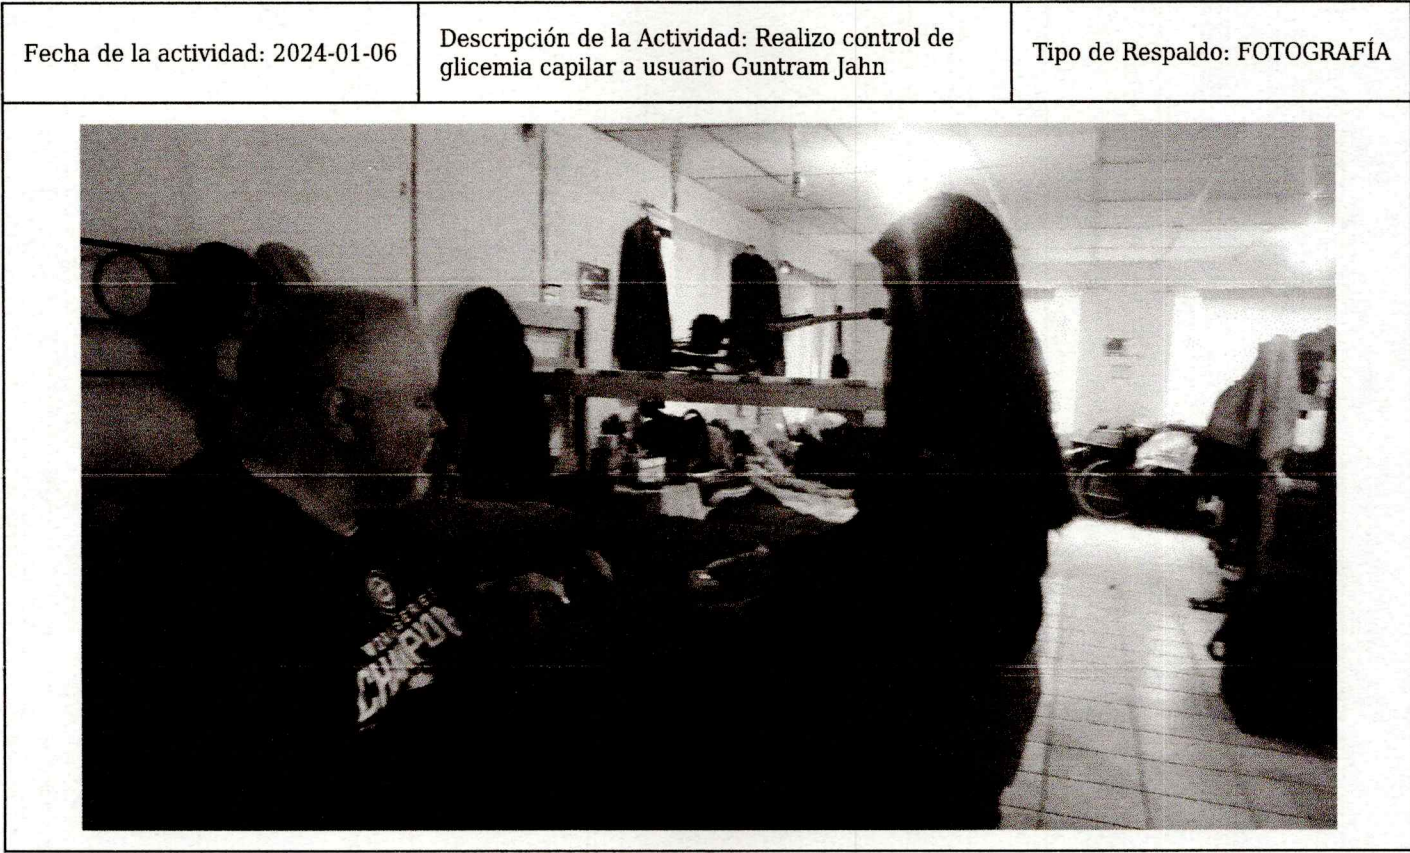 Fecha de la actividad: 2024-01-06
Descripción de la Actividad: Realizo control de
glicemia capilar a usuario Guntram Jahn
Tipo de Respaldo: FOTOGRAFÍA